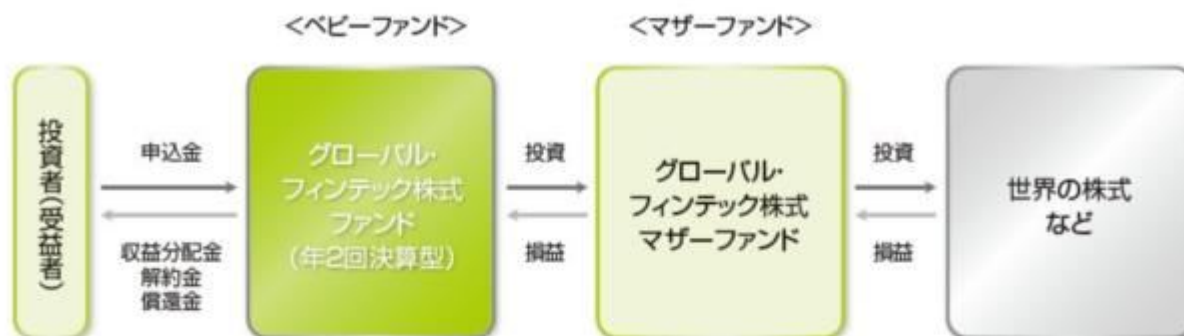 <ベビーファンド>
<マザーファンド>
投資者(受益者)
申込金
収益分配金
解約金
償還金
グローバル・
フィンテック株式
ファンド
(年2回決算型)
投資
損益
グローバル・
フィンテック株式
マザーファンド
投資
損益
世界の株式
など